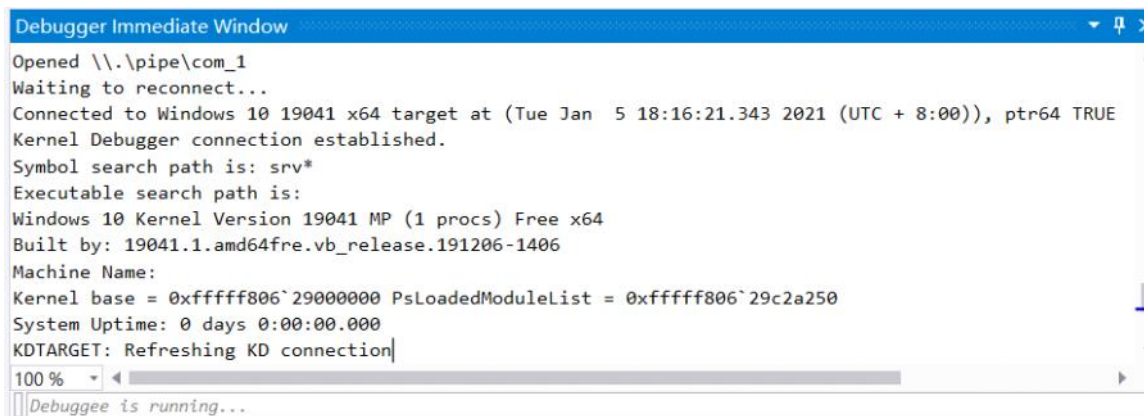 Debugger Immediate Window
Opened \\.\pipe\com_1
Waiting to reconnect...
Connected to Windows 10 19041 x64 target at (Tue Jan  5 18:16:21.343 2021 (UTC + 8:00)), ptr64 TRUE
Kernel Debugger connection established.
Symbol search path is: srv*
Executable search path is:
Windows 10 Kernel Version 19041 MP (1 procs) Free x64
Built by: 19041.1.amd64fre.vb_release.191206-1406
Machine Name:
Kernel base = 0xfffff806`29000000 PsLoadedModuleList = 0xfffff806`29c2a250
System Uptime: 0 days 0:00:00.000
KDTARGET: Refreshing KD connection
100 %
Debuggee is running...